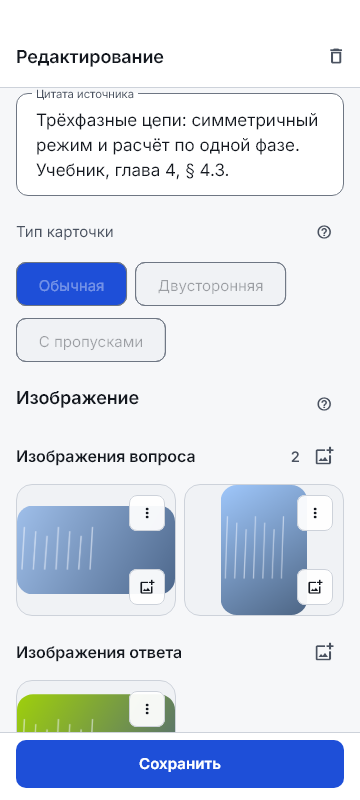 Редактирование
Цитата источника
Трёхфазные цепи: симметричный
режим и расчёт по одной фазе.
Учебник, глава 4, § 4.3.
Тип карточки
Обычная
Двусторонняя
С пропусками
Изображение
Изображения вопроса
2
Изображения ответа
Сохранить